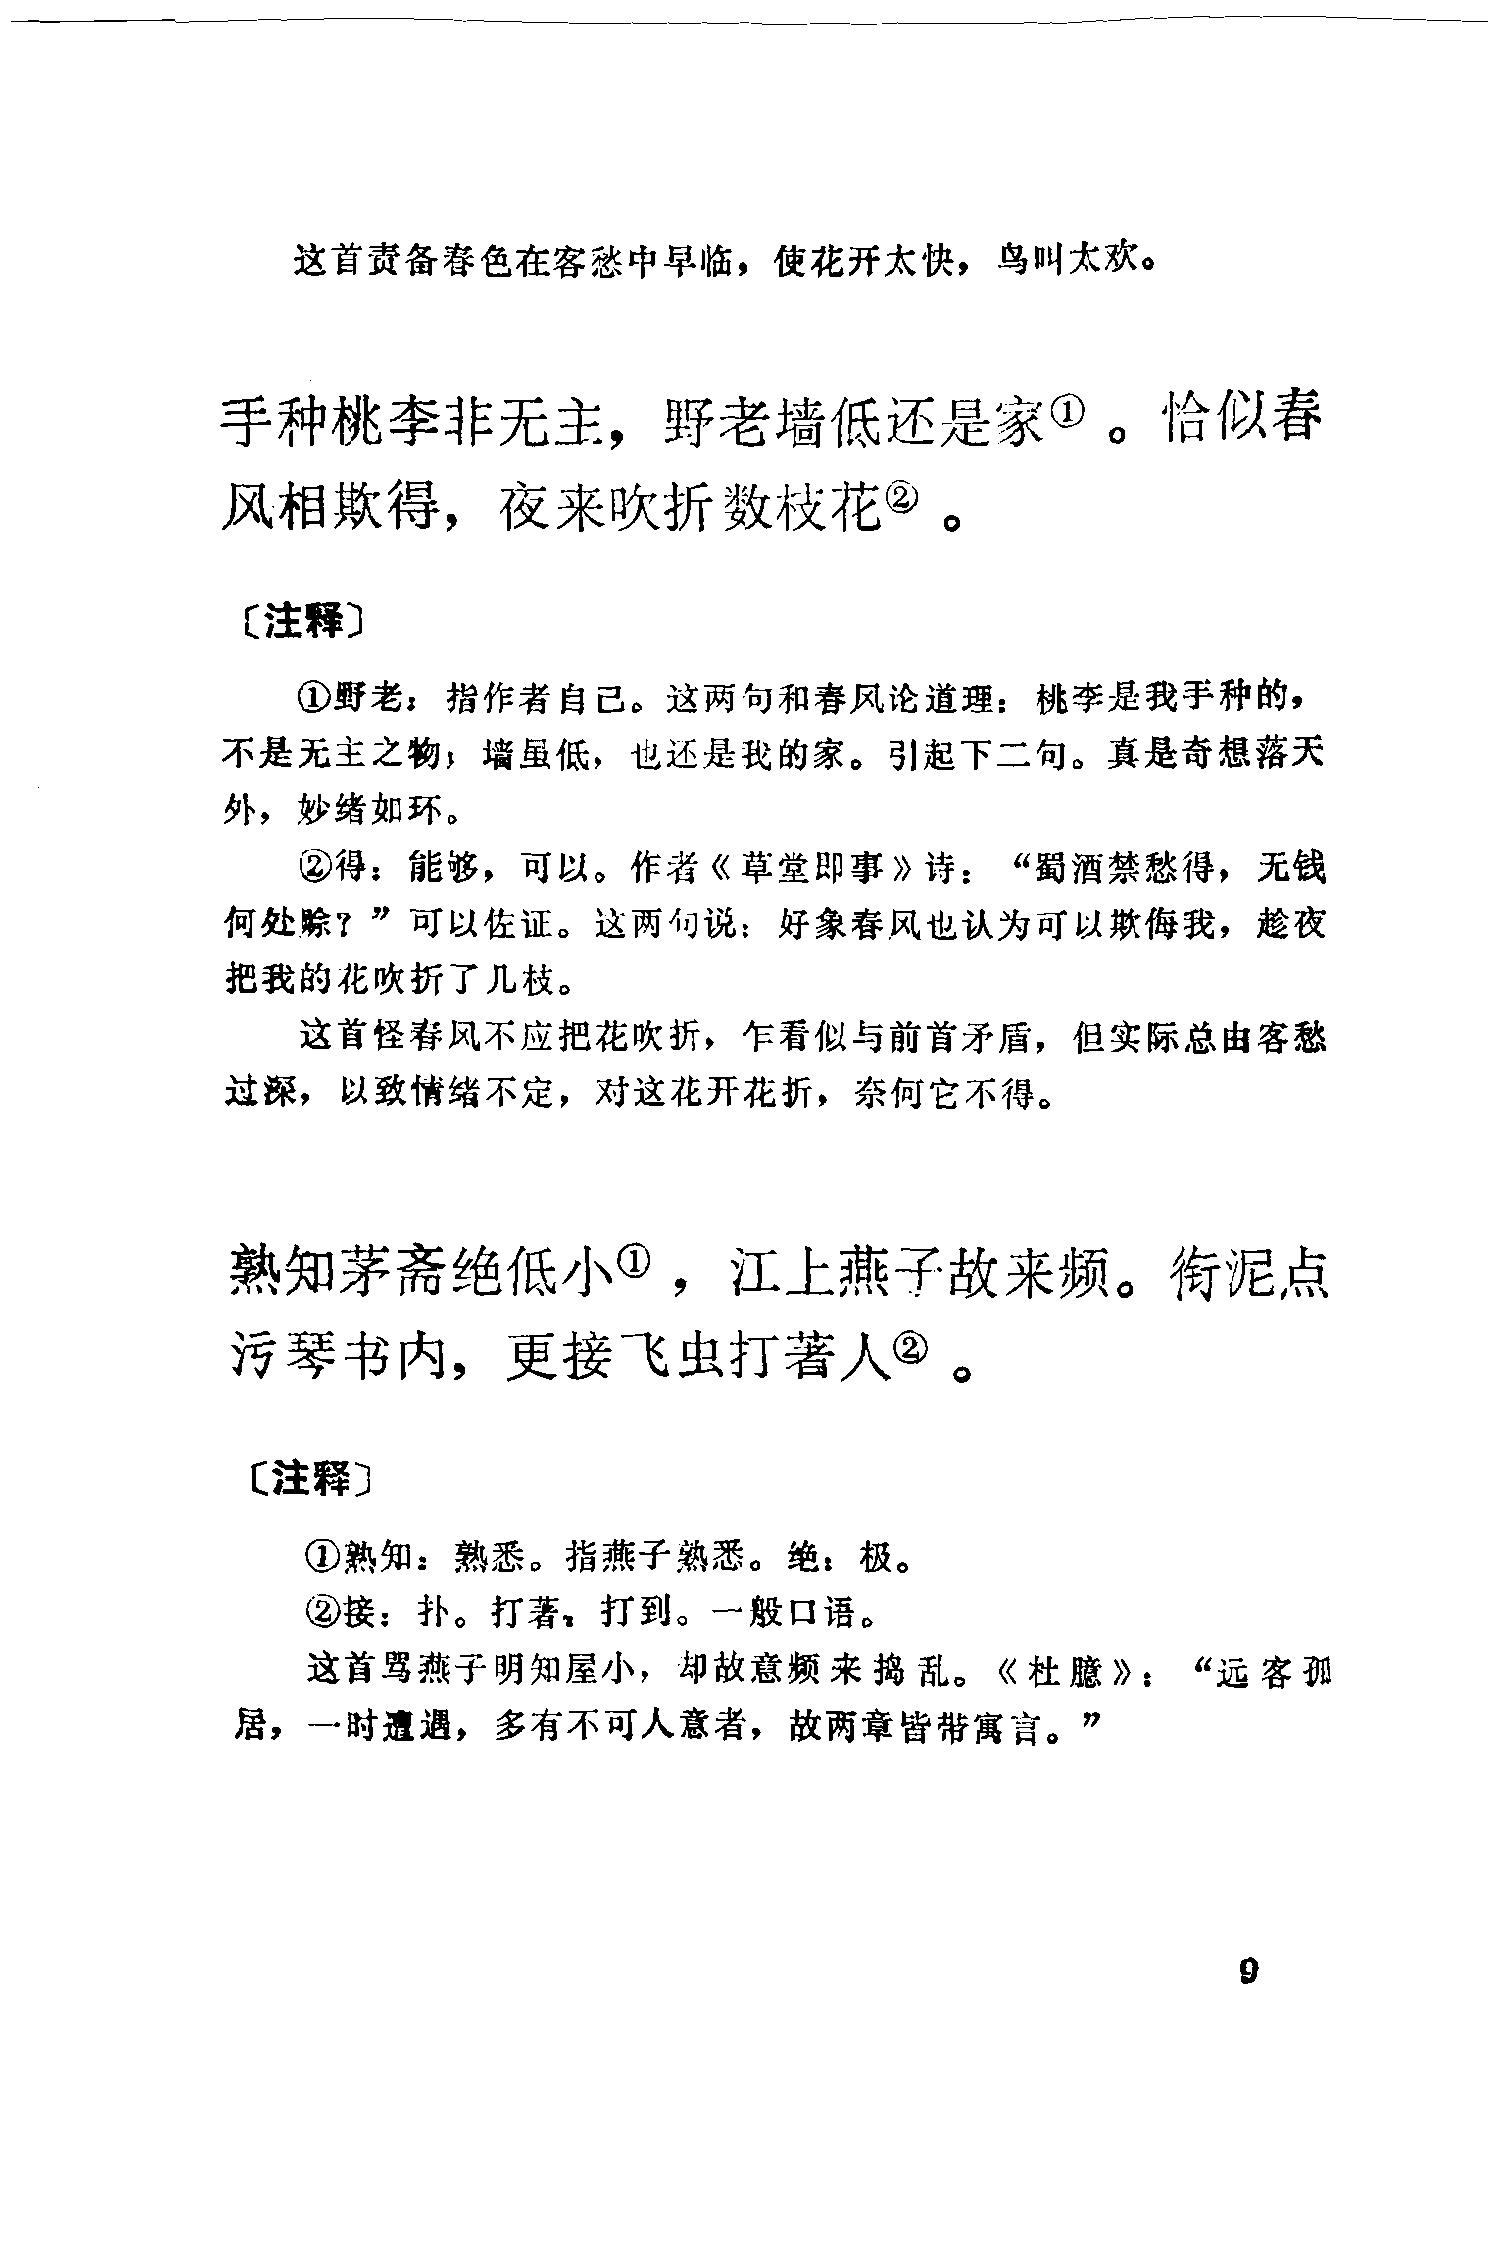 这首责备春色在客愁中早临，使花开太快，鸟叫太欢。
手种桃李非无主，野老墙低还是家①。恰似春
风相欺得，夜来吹折数枝花②。
〔注释〕
①野老：指作者自己。这两句和春风论道理：桃李是我手种的，
不是无主之物；墙虽低，也还是我的家。引起下二句。真是奇想落天
外，妙绪如环。
②得：能够，可以。作者《草堂即事》诗：“蜀酒禁愁得，无钱
何处赊？”可以佐证。这两句说：好象春风也认为可以欺侮我，趁夜
把我的花吹折了几枝。
这首怪春风不应把花吹折，乍看似与前首矛盾，但实际总由客愁
过深，以致情绪不定，对这花开花折，奈何它不得。
熟知茅斋绝低小①，江上燕子故来频。衔泥点
污琴书内，更接飞虫打著人②。
〔注释〕
①熟知：熟悉。指燕子熟悉。绝：极。
②接：扑。打著：打到。一般口语。
这首骂燕子明知屋小，却故意频来捣乱。《杜臆》：“远客孤
居，一时遭遇，多有不可人意者，故两章皆带寓言。”
9